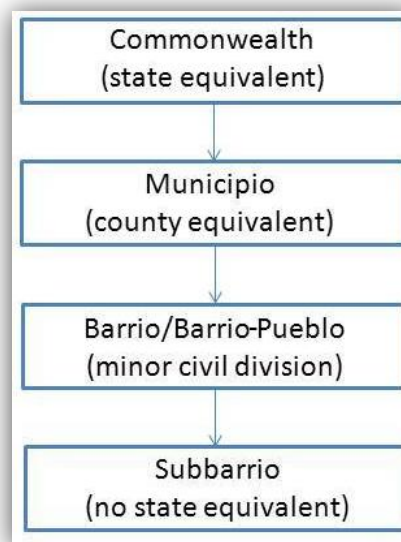 Commonwealth
(state equivalent)
Municipio
(county equivalent)
Barrio/Barrio-Pueblo
(minor civil division)
Subbarrio
(no state equivalent)